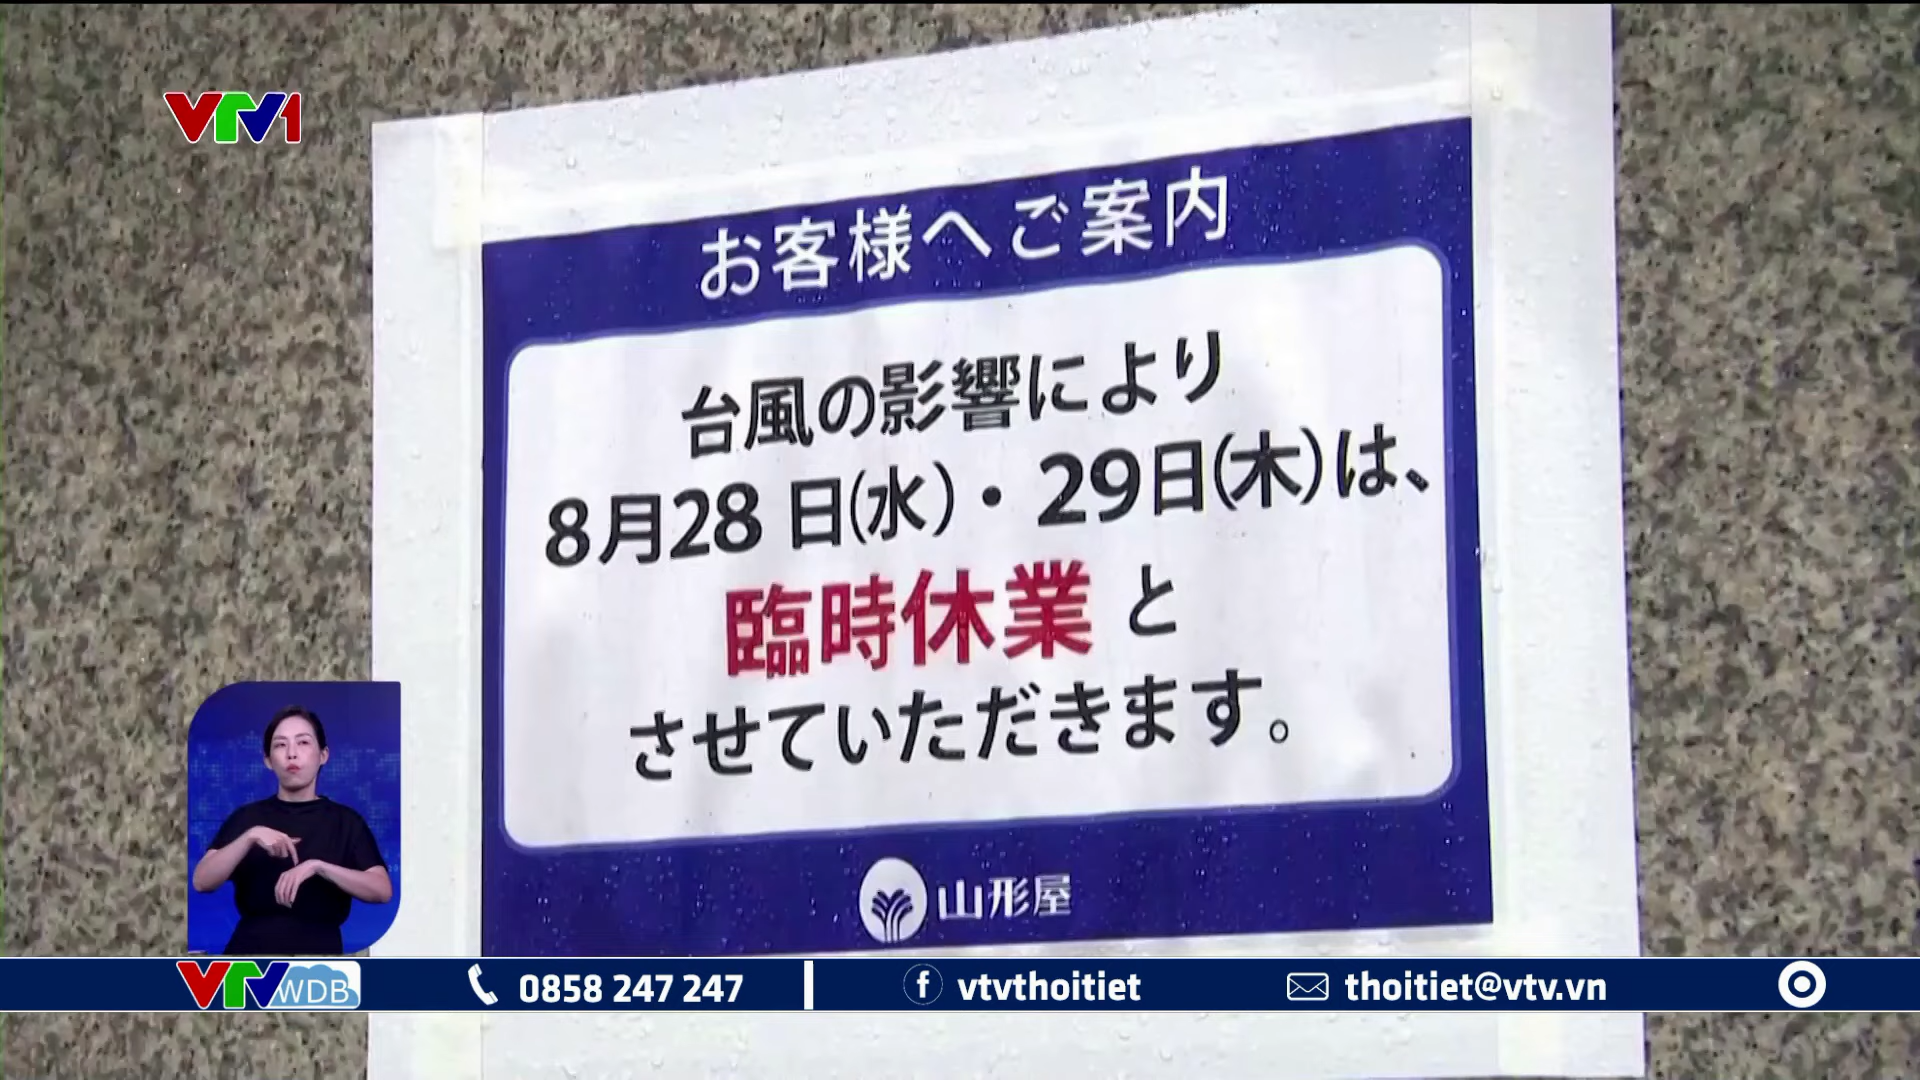 VTV1
お客様へご案内
台風の影響により
8月28日(水)・29日(木)は、
臨時休業と
させていただきます。
山形屋
VTV WDB 0858 247 247 vtvthoitiet thoitiet@vtv.vn